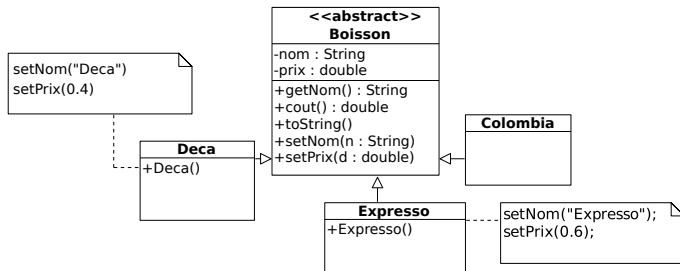 <<abstract>>
Boisson
-nom : String
-prix : double
+getNom() : String
+cout() : double
+toString()
+setNom(n : String)
+setPrix(d : double)
setNom("Deca")
setPrix(0.4)
Deca
+Deca()
Colombia
Expresso
+Expresso()
setNom("Expresso");
setPrix(0.6);